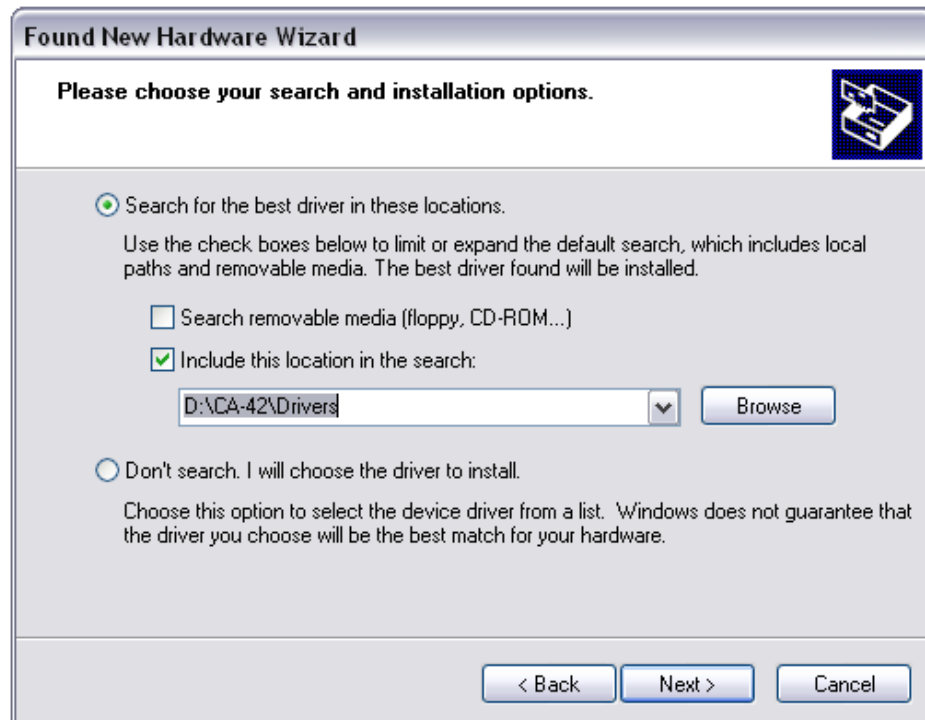 Found New Hardware Wizard
Please choose your search and installation options.
Search for the best driver in these locations.
Use the check boxes below to limit or expand the default search, which includes local
paths and removable media. The best driver found will be installed.
Search removable media (floppy, CD-ROM...)
Include this location in the search:
D:\CA-42\Drivers
Browse
Don't search. I will choose the driver to install.
Choose this option to select the device driver from a list.  Windows does not guarantee that
the driver you choose will be the best match for your hardware.
< Back
Next >
Cancel